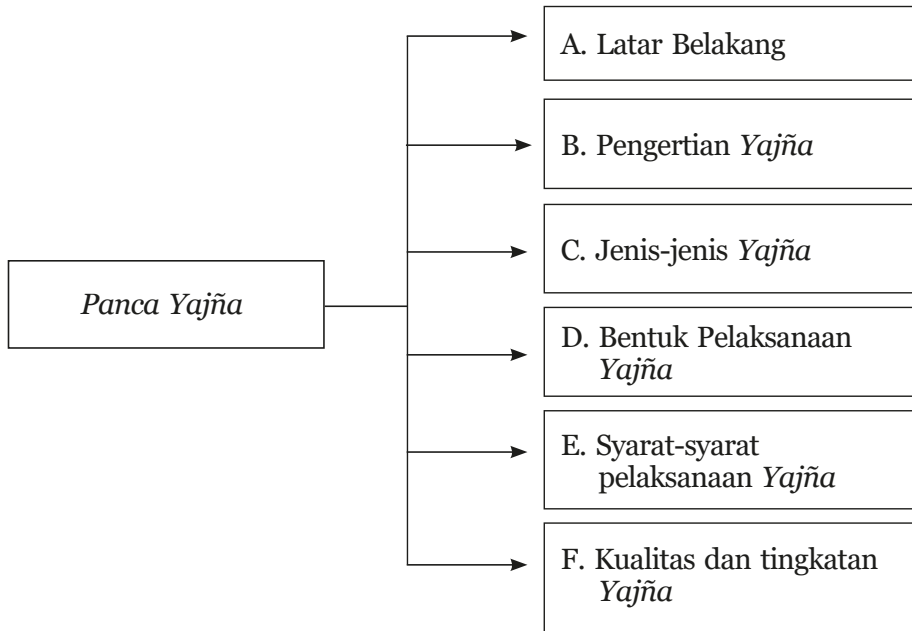 A. Latar Belakang
B. Pengertian Yajña
C. Jenis-jenis Yajña
Panca Yajña
D. Bentuk Pelaksanaan
Yajña
E. Syarat-syarat
pelaksanaan Yajña
F. Kualitas dan tingkatan
Yajña